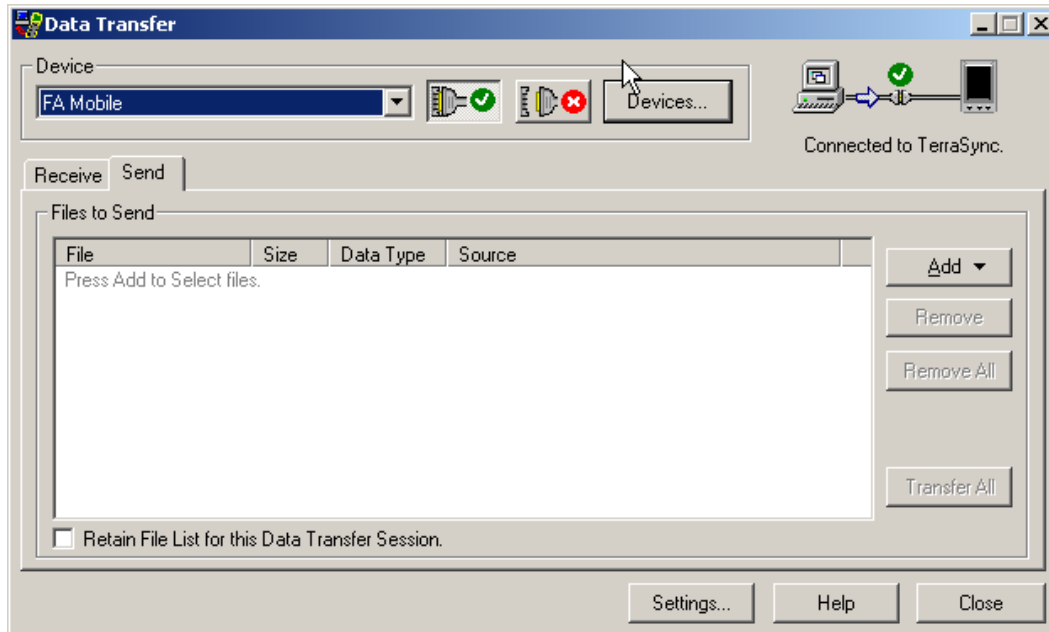 Data Transfer
Device
FA Mobile
Devices...
Connected to TerraSync.
Receive Send
Files to Send
File Size Data Type Source
Press Add to Select files.
Add
Remove
Remove All
Transfer All
Retain File List for this Data Transfer Session.
Settings... Help Close